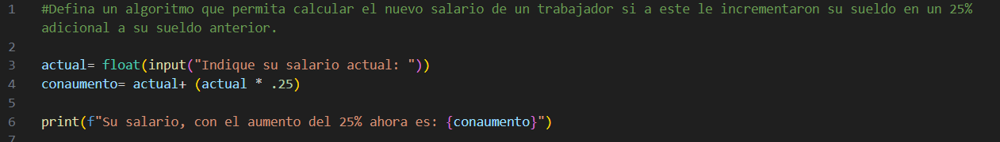 1 #Defina un algoritmo que permita calcular el nuevo salario de un trabajador si a este le incrementaron su sueldo en un 25%
adicional a su sueldo anterior.
2
3 actual= float(input("Indique su salario actual: "))
4 conaumento= actual+ (actual * .25)
5
6 print(f"Su salario, con el aumento del 25% ahora es: {conaumento}")
7